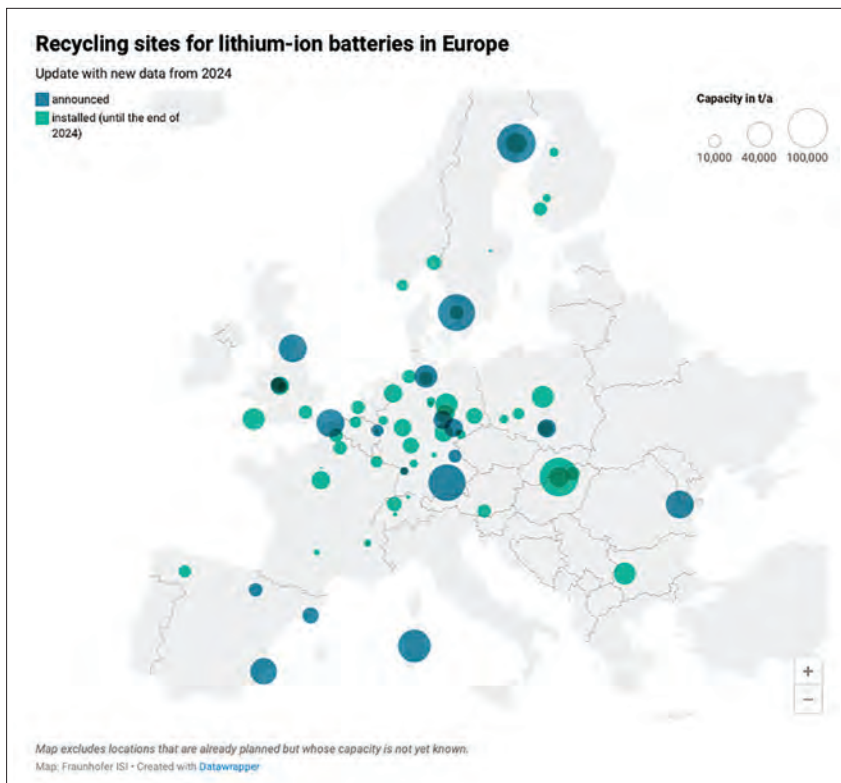 Recycling sites for lithium-ion batteries in Europe
Update with new data from 2024
announced
installed (until the end of
2024)
Capacity in t/a
10,000 40,000 100,000
+
−
Map excludes locations that are already planned but whose capacity is not yet known.
Map: Fraunhofer ISI • Created with Datawrapper